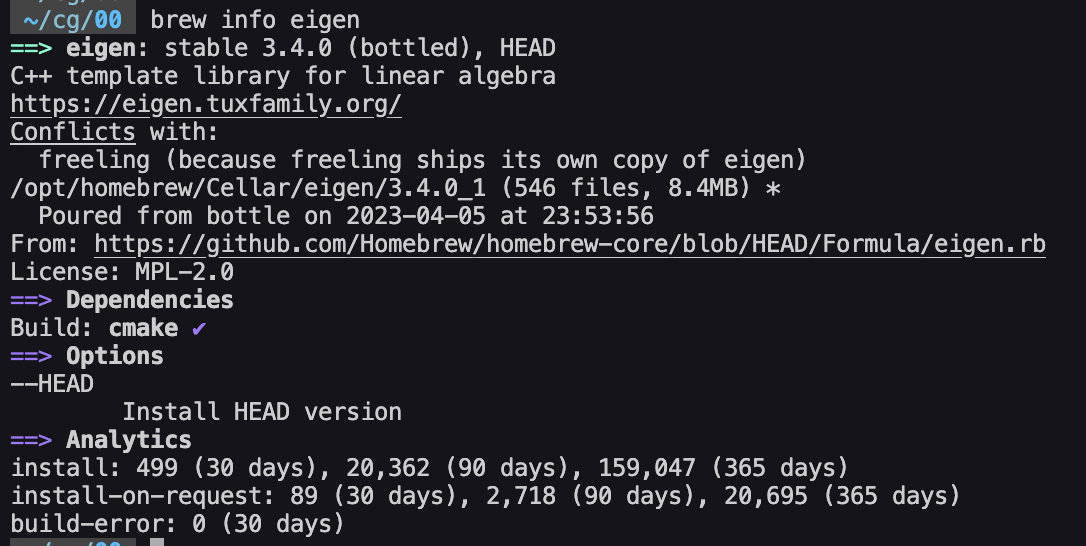 ~/cg/00 brew info eigen
==> eigen: stable 3.4.0 (bottled), HEAD
C++ template library for linear algebra
https://eigen.tuxfamily.org/
Conflicts with:
  freeling (because freeling ships its own copy of eigen)
/opt/homebrew/Cellar/eigen/3.4.0_1 (546 files, 8.4MB) *
  Poured from bottle on 2023-04-05 at 23:53:56
From: https://github.com/Homebrew/homebrew-core/blob/HEAD/Formula/eigen.rb
License: MPL-2.0
==> Dependencies
Build: cmake ✔
==> Options
--HEAD
        Install HEAD version
==> Analytics
install: 499 (30 days), 20,362 (90 days), 159,047 (365 days)
install-on-request: 89 (30 days), 2,718 (90 days), 20,695 (365 days)
build-error: 0 (30 days)
~/cg/00